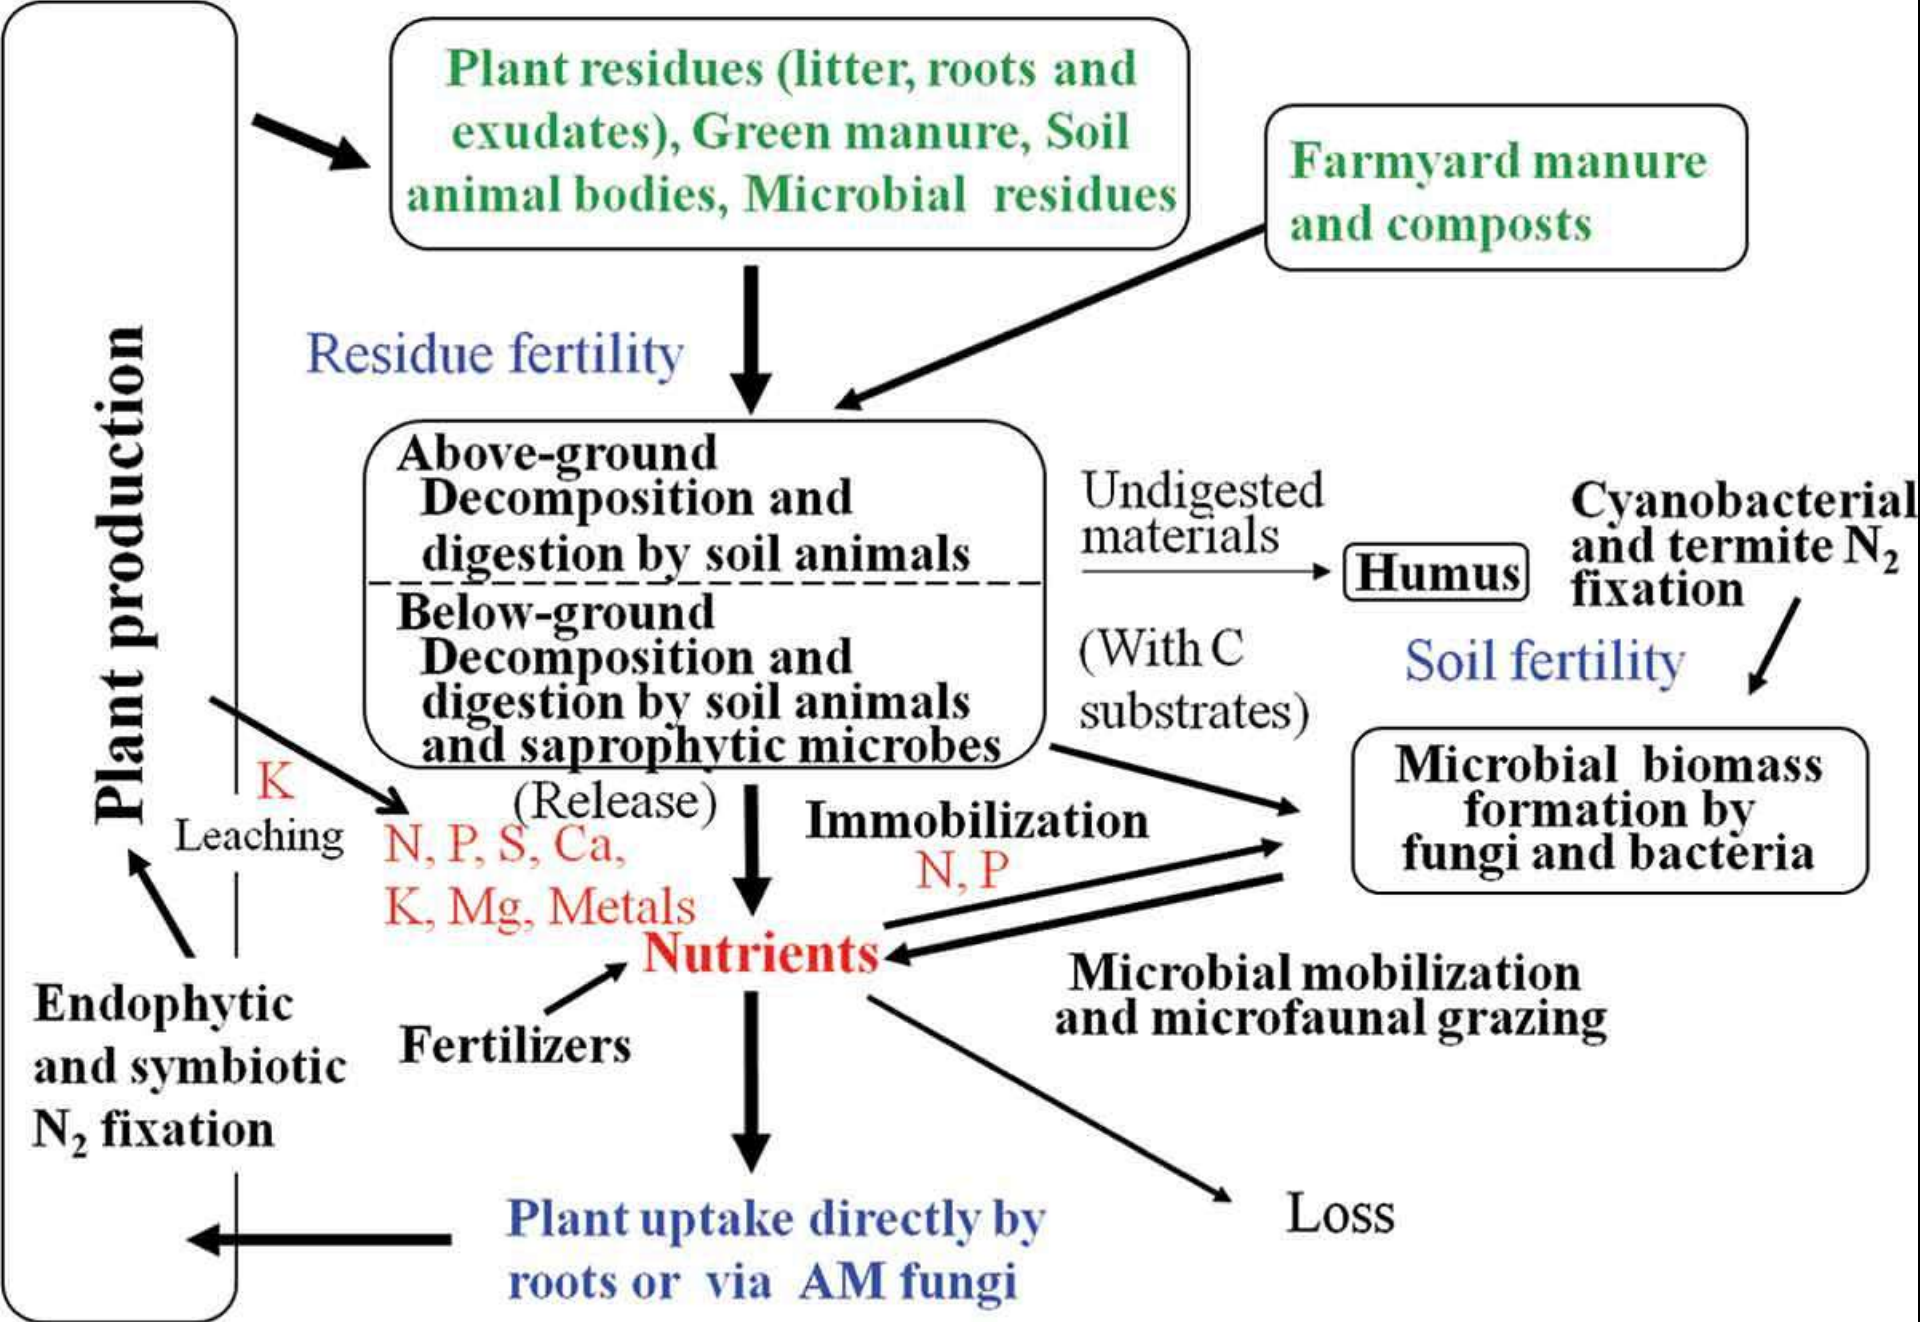 Plant production
Plant residues (litter, roots and
exudates), Green manure, Soil
animal bodies, Microbial residues
Farmyard manure
and composts
Residue fertility
Above-ground
Decomposition and
digestion by soil animals
Below-ground
Decomposition and
digestion by soil animals
and saprophytic microbes
Undigested
materials
Humus
Cyanobacterial
and termite N₂
fixation
(With C
substrates)
Soil fertility
Microbial biomass
formation by
fungi and bacteria
K
Leaching
(Release)
N, P, S, Ca,
K, Mg, Metals
Immobilization
N, P
Nutrients
Microbial mobilization
and microfaunal grazing
Endophytic
and symbiotic
N₂ fixation
Fertilizers
Loss
Plant uptake directly by
roots or via AM fungi